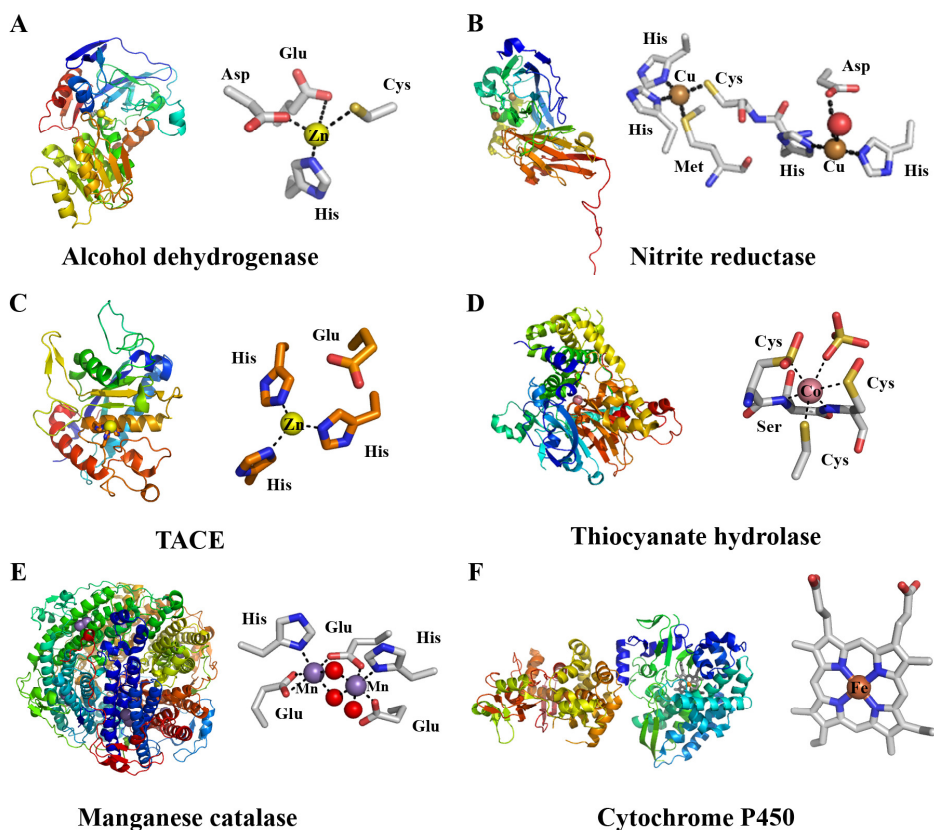 A
Glu
Asp
Cys
Zn
His
Alcohol dehydrogenase
B
His
Cu
Cys
Asp
His
Met
His
Cu
His
Nitrite reductase
C
Glu
His
Zn
His
His
TACE
D
Cys
Co
Cys
Ser
Cys
Thiocyanate hydrolase
E
His
Glu
His
Mn
Mn
Glu
Glu
Manganese catalase
F
Fe
Cytochrome P450